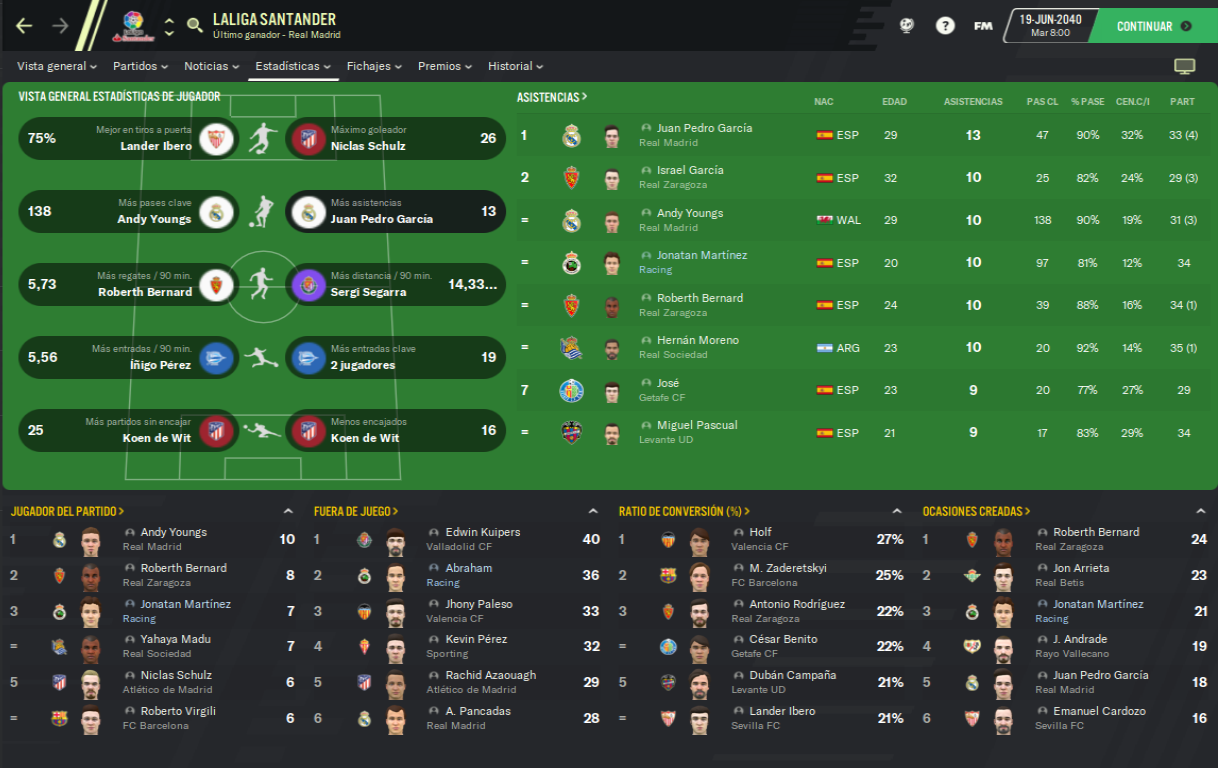 LALIGA SANTANDER
Último ganador - Real Madrid
FM
19-JUN-2040
Mar 8:00
CONTINUAR
Vista general Partidos Noticias Estadísticas Fichajes Premios Historial
VISTA GENERAL ESTADÍSTICAS DE JUGADOR
75% Mejor en tiros a puerta Lander Ibero
Máximo goleador Niclas Schulz 26
138 Más pases clave Andy Youngs
Más asistencias Juan Pedro García 13
5,73 Más regates / 90 min. Roberth Bernard
Más distancia / 90 min. Sergi Segarra 14,33...
5,56 Más entradas / 90 min. Íñigo Pérez
Más entradas clave 2 jugadores 19
25 Más partidos sin encajar Koen de Wit
Menos encajados Koen de Wit 16
ASISTENCIAS > NAC EDAD ASISTENCIAS PAS CL % PASE CEN.C/I PART
1 Juan Pedro García Real Madrid ESP 29 13 47 90% 32% 33 (4)
2 Israel García Real Zaragoza ESP 32 10 25 82% 24% 29 (3)
= Andy Youngs Real Madrid WAL 29 10 138 90% 19% 31 (3)
= Jonatan Martínez Racing ESP 20 10 97 81% 12% 34
= Roberth Bernard Real Zaragoza ESP 24 10 39 88% 16% 34 (1)
= Hernán Moreno Real Sociedad ARG 23 10 20 92% 14% 35 (1)
7 José Getafe CF ESP 23 9 20 77% 27% 29
= Miguel Pascual Levante UD ESP 21 9 17 83% 29% 34
JUGADOR DEL PARTIDO >
1 Andy Youngs Real Madrid 10
2 Roberth Bernard Real Zaragoza 8
3 Jonatan Martínez Racing 7
= Yahaya Madu Real Sociedad 7
5 Niclas Schulz Atlético de Madrid 6
= Roberto Virgili FC Barcelona 6
FUERA DE JUEGO >
1 Edwin Kuipers Valladolid CF 40
2 Abraham Racing 36
3 Jhony Paleso Valencia CF 33
4 Kevin Pérez Sporting 32
5 Rachid Azaouagh Atlético de Madrid 29
6 A. Pancadas Real Madrid 28
RATIO DE CONVERSIÓN (%) >
1 Holf Valencia CF 27%
2 M. Zaderetskyi FC Barcelona 25%
3 Antonio Rodríguez Real Zaragoza 22%
= César Benito Getafe CF 22%
5 Dubán Campaña Levante UD 21%
= Lander Ibero Sevilla FC 21%
OCASIONES CREADAS >
1 Roberth Bernard Real Zaragoza 24
2 Jon Arrieta Real Betis 23
3 Jonatan Martínez Racing 21
4 J. Andrade Rayo Vallecano 19
5 Juan Pedro García Real Madrid 18
6 Emanuel Cardozo Sevilla FC 16